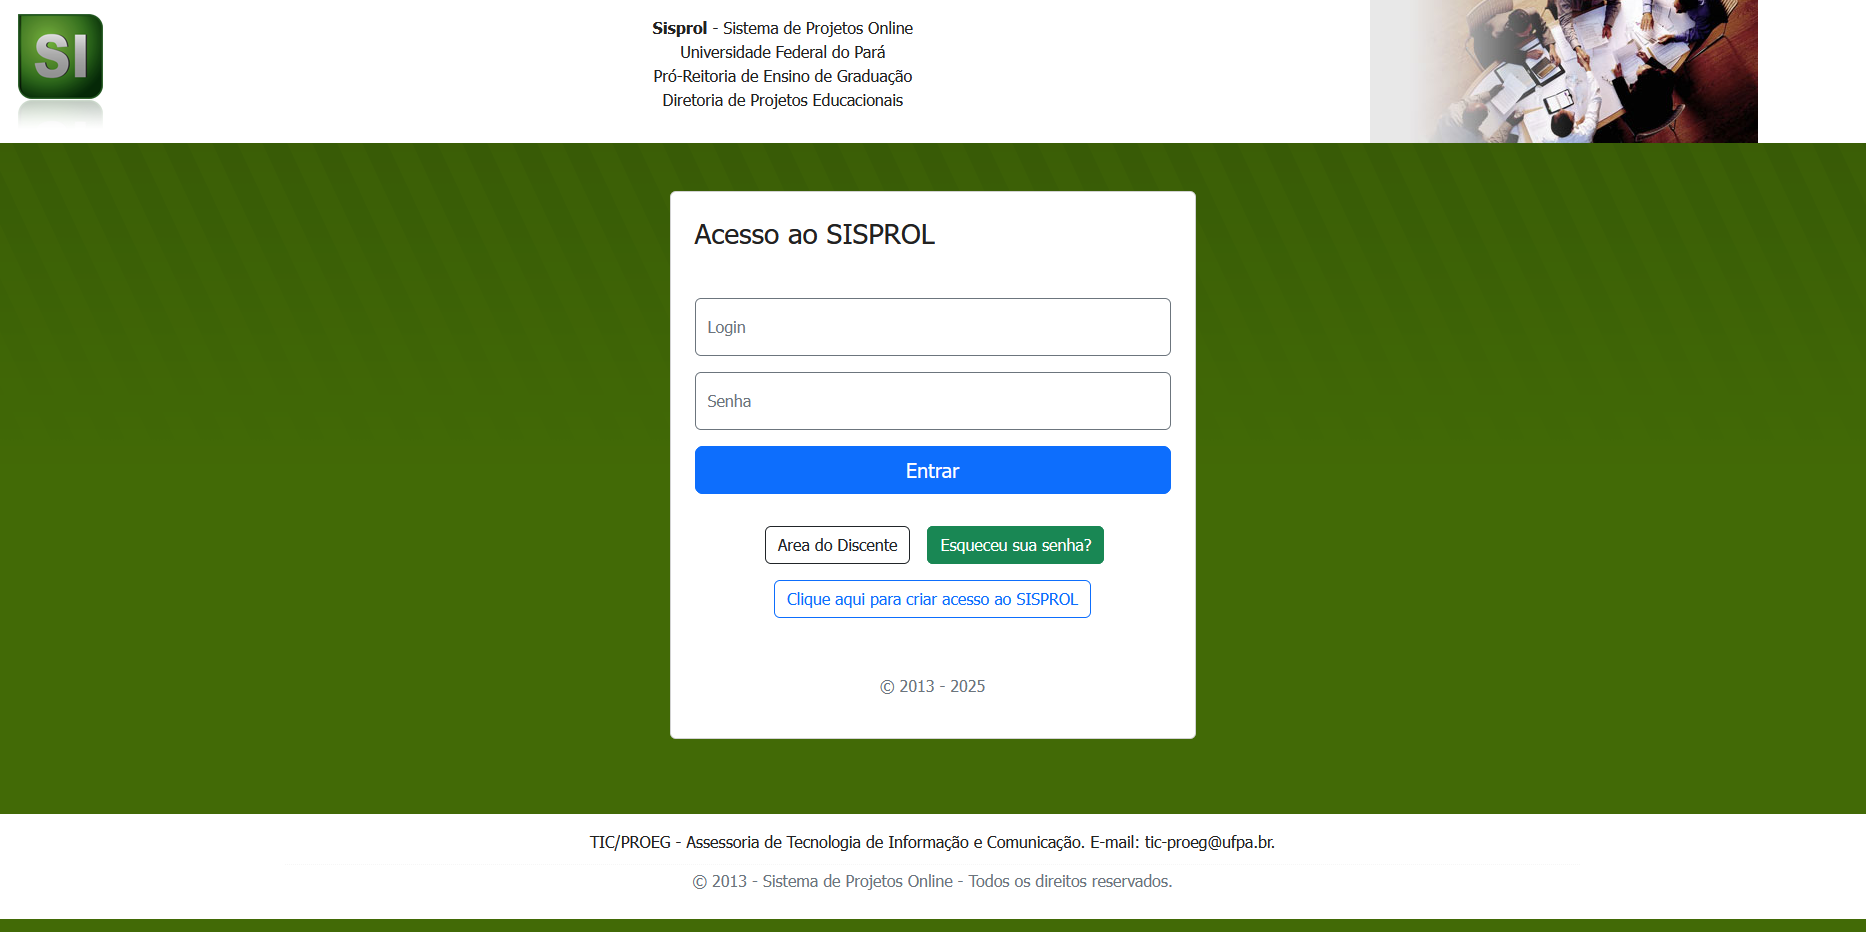 SI
Sisprol - Sistema de Projetos Online
Universidade Federal do Pará
Pró-Reitoria de Ensino de Graduação
Diretoria de Projetos Educacionais
Acesso ao SISPROL
Login
Senha
Entrar
Area do Discente
Esqueceu sua senha?
Clique aqui para criar acesso ao SISPROL
© 2013 - 2025
TIC/PROEG - Assessoria de Tecnologia de Informação e Comunicação. E-mail: tic-proeg@ufpa.br.
© 2013 - Sistema de Projetos Online - Todos os direitos reservados.